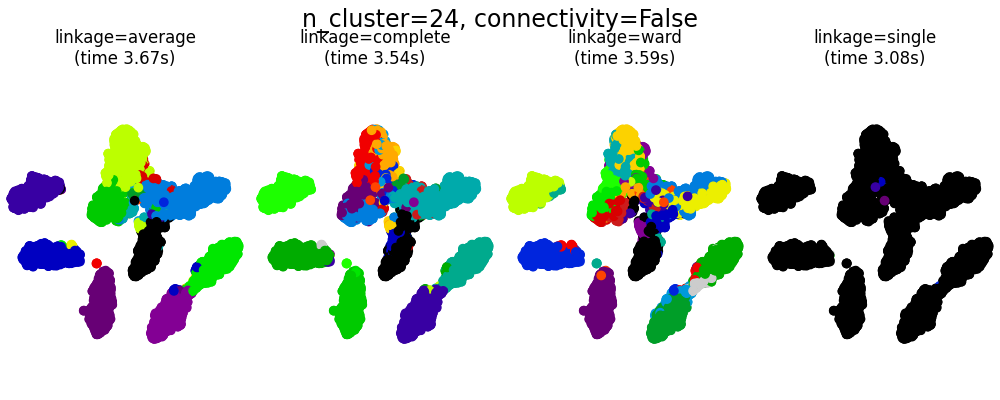 n_cluster=24, connectivity=False
linkage=average
(time 3.67s)
linkage=complete
(time 3.54s)
linkage=ward
(time 3.59s)
linkage=single
(time 3.08s)